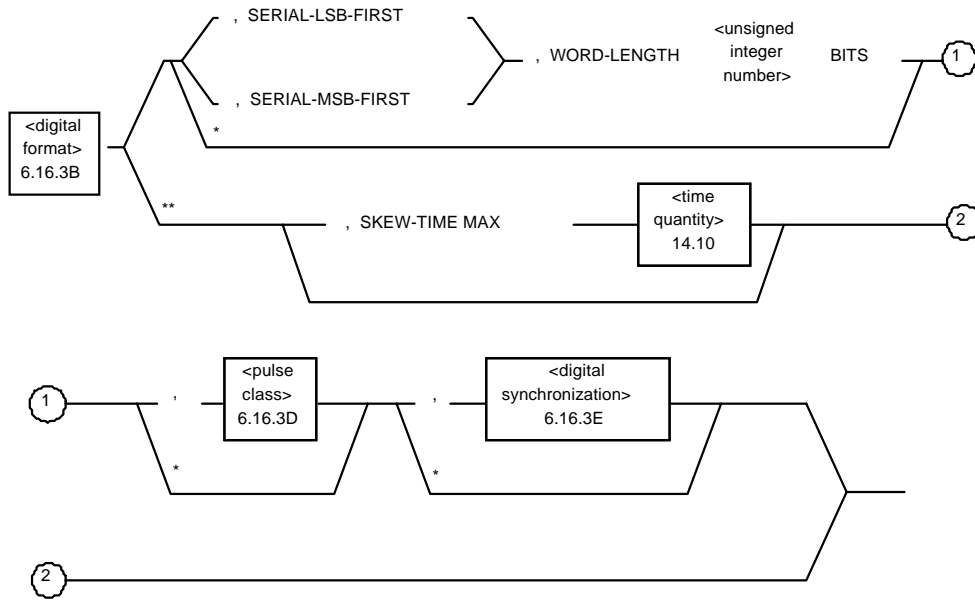 , SERIAL-LSB-FIRST
<unsigned
integer
number>
, WORD-LENGTH
BITS
1
, SERIAL-MSB-FIRST
*
<digital
format>
6.16.3B
**
, SKEW-TIME MAX
<time
quantity>
14.10
2
1
,
<pulse
class>
6.16.3D
,
<digital
synchronization>
6.16.3E
*
*
2